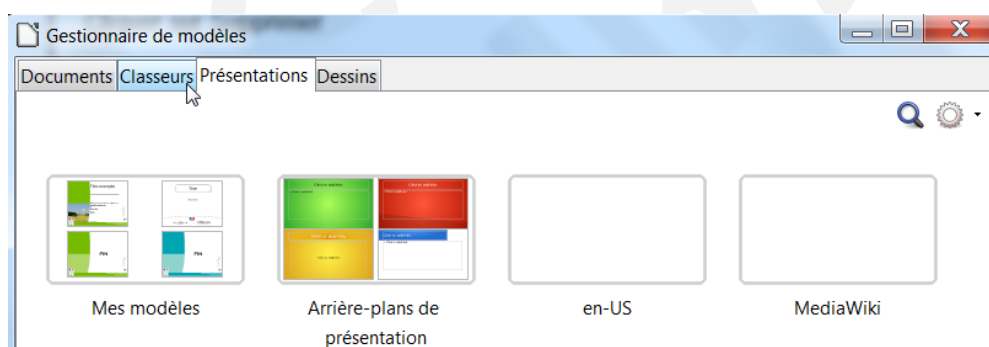 Gestionnaire de modèles
Documents Classeurs Présentations Dessins
Mes modèles
Arrière-plans de
présentation
en-US
MediaWiki